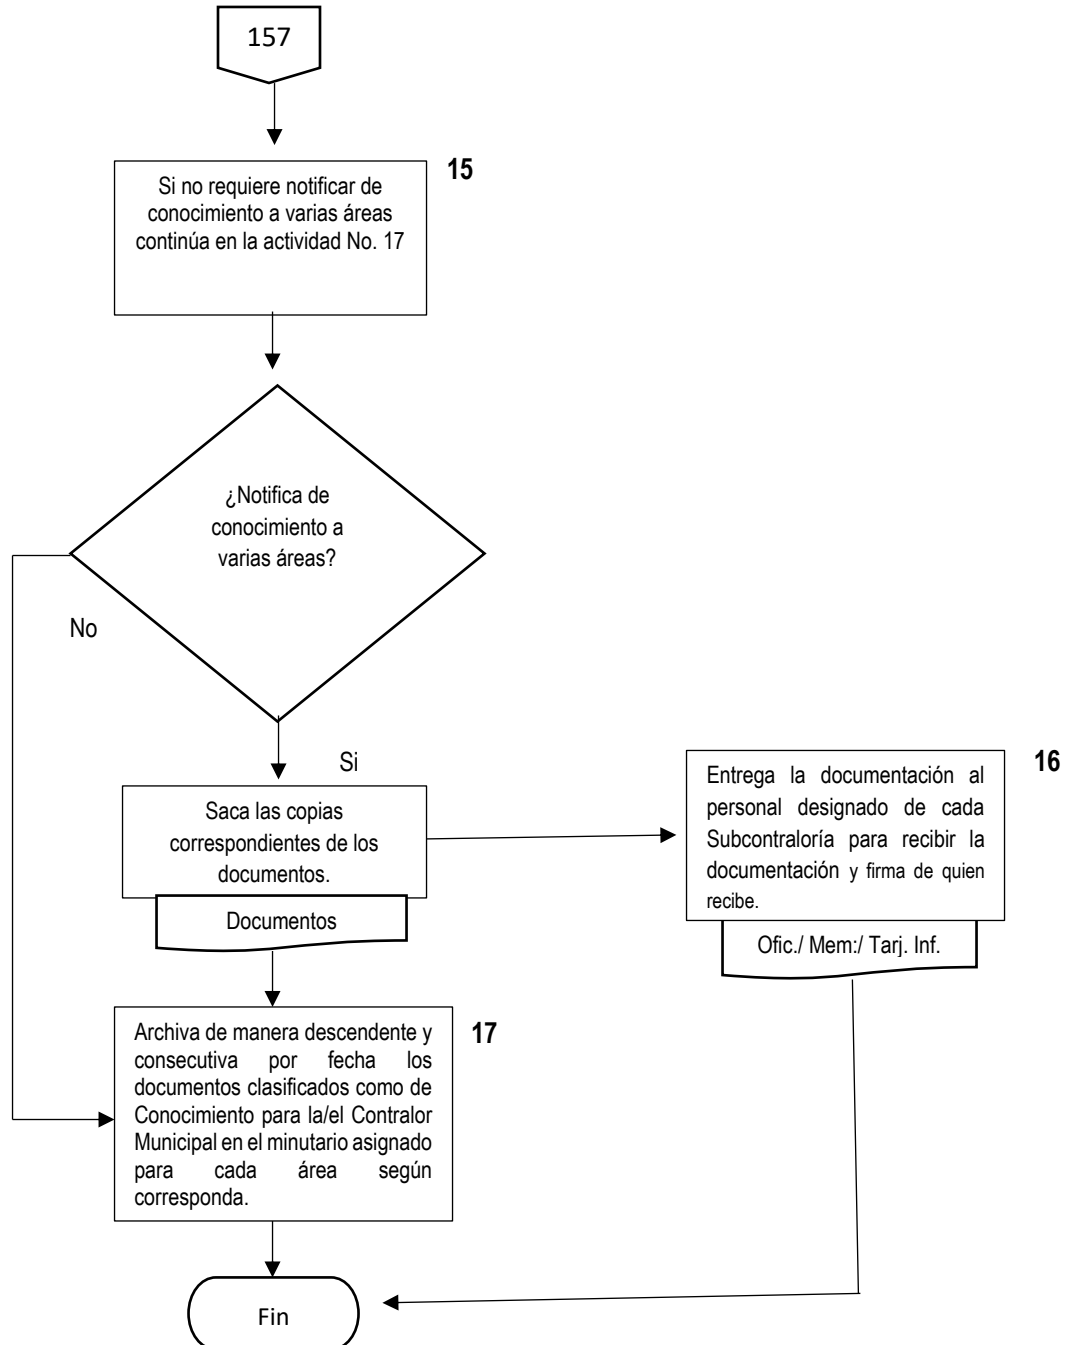 157
15
Si no requiere notificar de
conocimiento a varias áreas
continúa en la actividad No. 17
¿Notifica de
conocimiento a
varias áreas?
No
Si
Saca las copias
correspondientes de los
documentos.
Documentos
16
Entrega la documentación al
personal designado de cada
Subcontraloría para recibir la
documentación y firma de quien
recibe.
Ofic./ Mem:/ Tarj. Inf.
17
Archiva de manera descendente y
consecutiva por fecha los
documentos clasificados como de
Conocimiento para la/el Contralor
Municipal en el minutario asignado
para cada área según
corresponda.
Fin